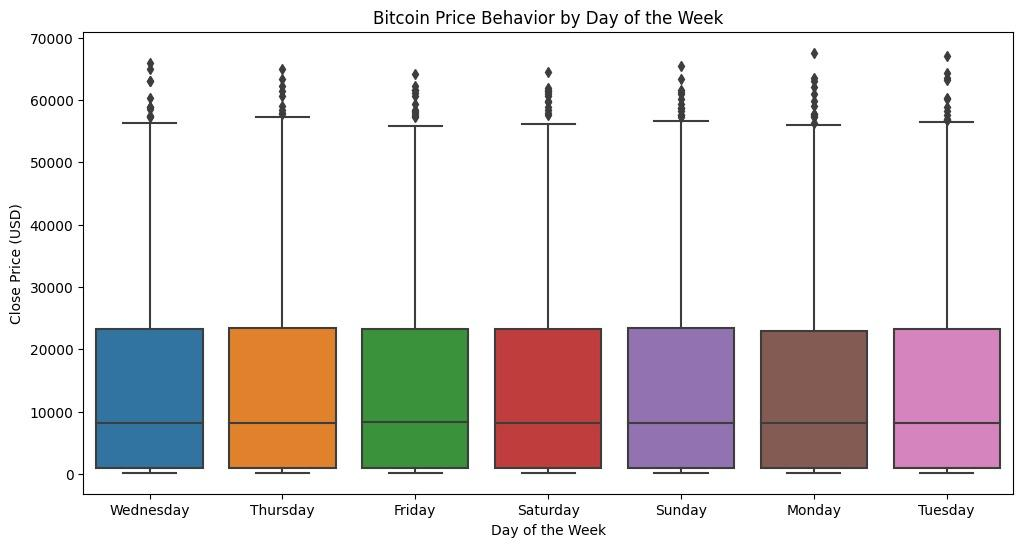 Bitcoin Price Behavior by Day of the Week
Close Price (USD)
70000
60000
50000
40000
30000
20000
10000
0
Wednesday Thursday Friday Saturday Sunday Monday Tuesday
Day of the Week